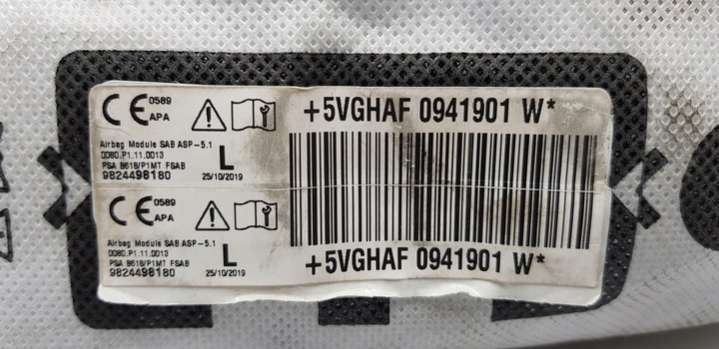 CE 0589
APA
Airbag Module SAB ASP-5.1
0080.P1.11.0013
PSA B618/P1MT FSAB
9824498180
L
25/10/2019
CE 0589
APA
Airbag Module SAB ASP-5.1
0080.P1.11.0013
PSA B618/P1MT FSAB
9824498180
L
25/10/2019
+5VGHAF 0941901 W*
+5VGHAF 0941901 W*